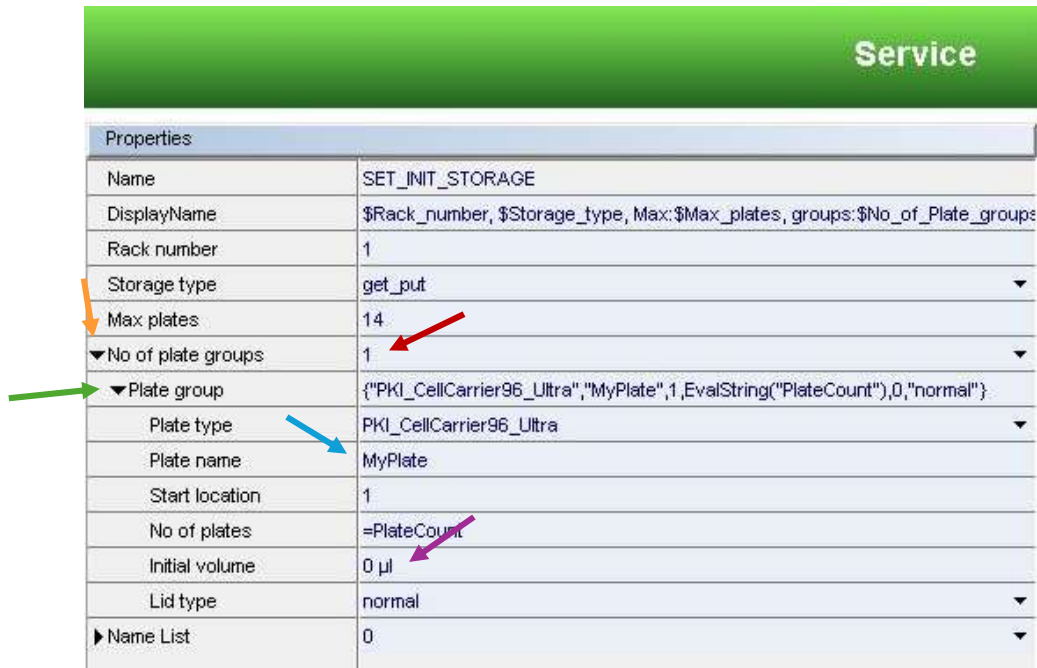 Service
Properties
Name SET_INIT_STORAGE
DisplayName $Rack_number, $Storage_type, Max:$Max_plates, groups:$No_of_Plate_groups
Rack number 1
Storage type get_put
Max plates 14
No of plate groups 1
Plate group {"PKI_CellCarrier96_Ultra","MyPlate",1,EvalString("PlateCount"),0,"normal"}
Plate type PKI_CellCarrier96_Ultra
Plate name MyPlate
Start location 1
No of plates =PlateCount
Initial volume 0 µl
Lid type normal
Name List 0